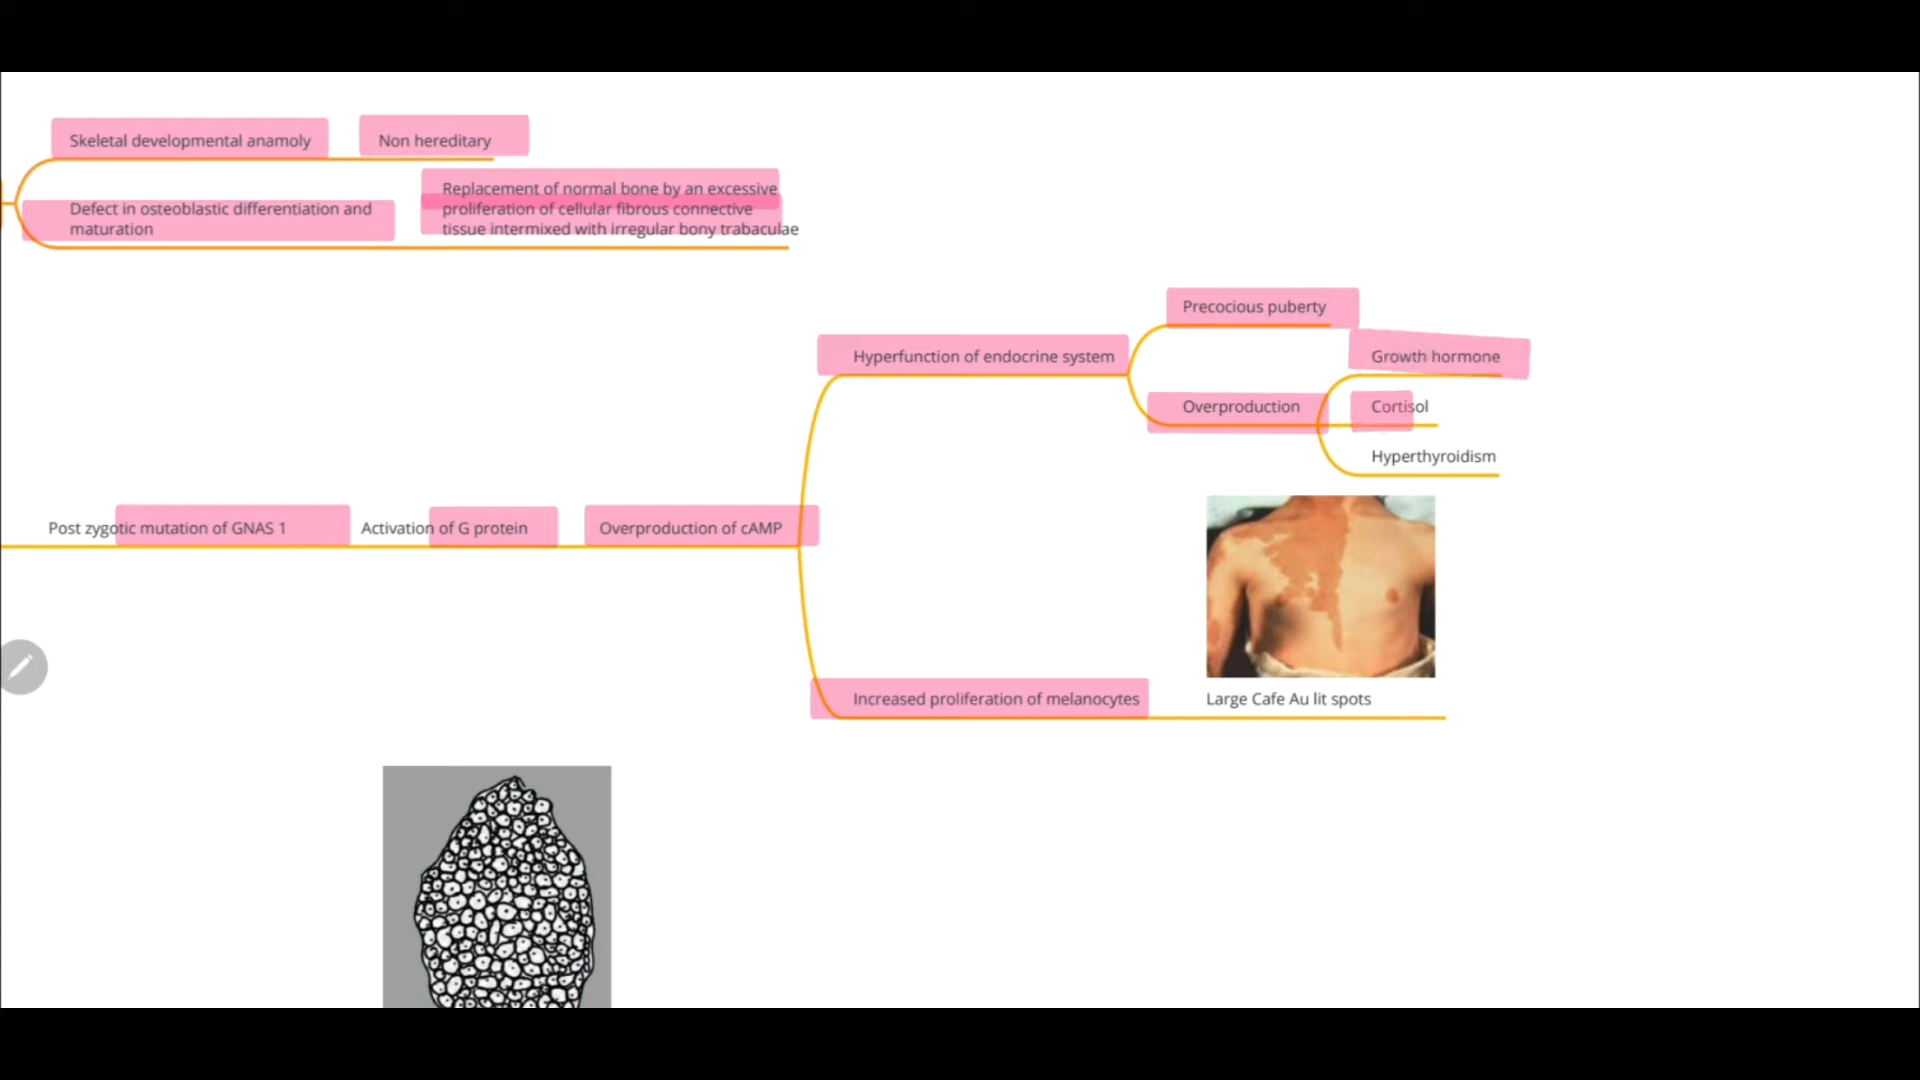 Skeletal developmental anamoly
Non hereditary
Defect in osteoblastic differentiation and
maturation
Replacement of normal bone by an excessive
proliferation of cellular fibrous connective
tissue intermixed with irregular bony trabaculae
Post zygotic mutation of GNAS 1
Activation of G protein
Overproduction of cAMP
Hyperfunction of endocrine system
Precocious puberty
Overproduction
Growth hormone
Cortisol
Hyperthyroidism
Increased proliferation of melanocytes
Large Cafe Au lit spots